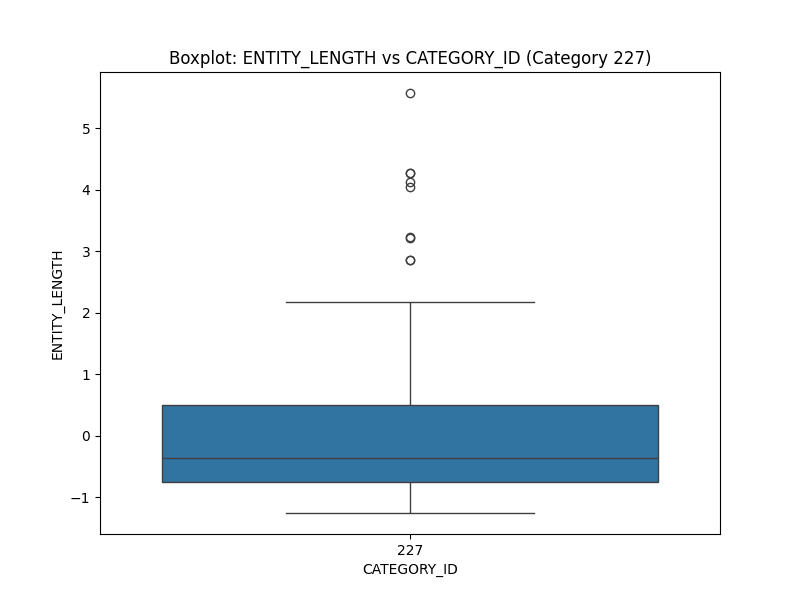 Boxplot: ENTITY_LENGTH vs CATEGORY_ID (Category 227)
ENTITY_LENGTH
5
4
3
2
1
0
−1
227
CATEGORY_ID